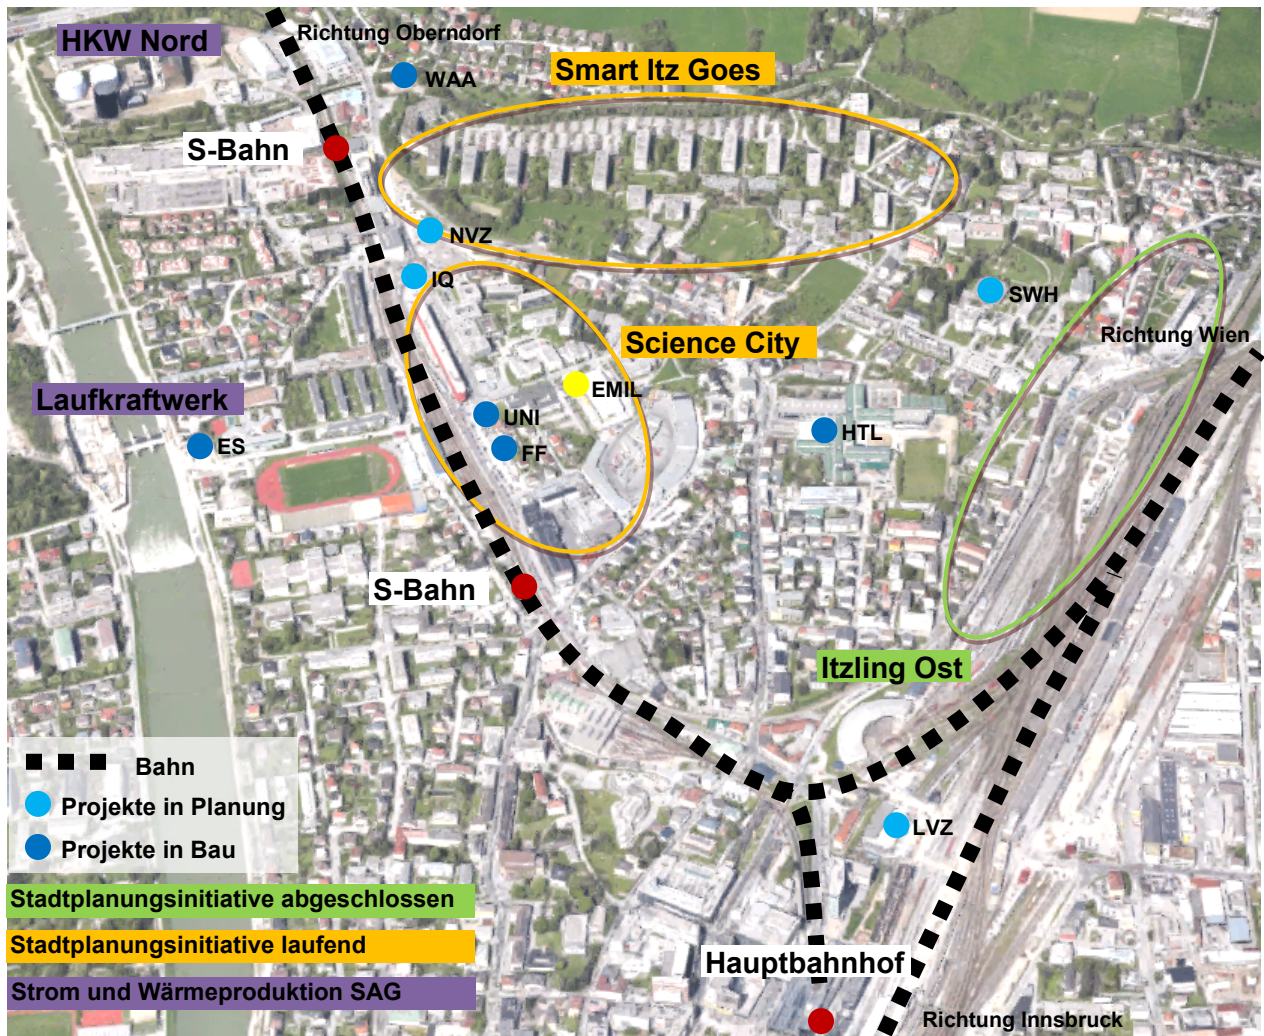 HKW Nord
Richtung Oberndorf
WAA
Smart Itz Goes
S-Bahn
NVZ
IQ
SWH
Richtung Wien
Science City
EMIL
Laufkraftwerk
UNI
HTL
ES
FF
S-Bahn
Itzling Ost
Bahn
Projekte in Planung
LVZ
Projekte in Bau
Stadtplanungsinitiative abgeschlossen
Stadtplanungsinitiative laufend
Hauptbahnhof
Strom und Wärmeproduktion SAG
Richtung Innsbruck